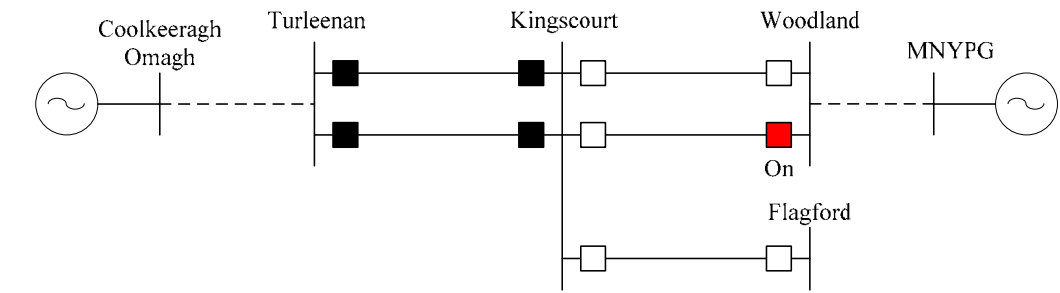 Turleenan
Kingscourt
Woodland
Coolkeeragh
Omagh
MNYPG
On
Flagford